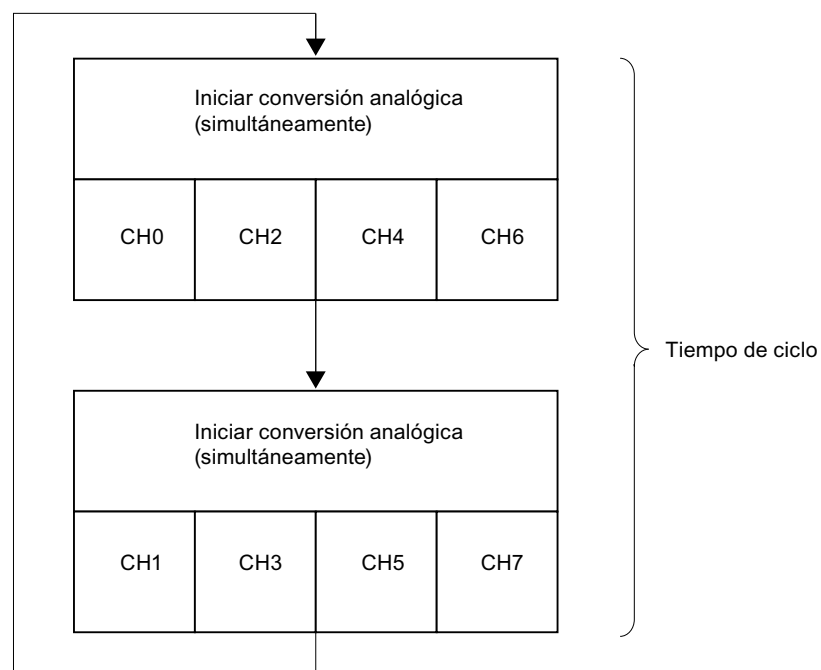 Iniciar conversión analógica
(simultáneamente)
CH0 CH2 CH4 CH6
Tiempo de ciclo
Iniciar conversión analógica
(simultáneamente)
CH1 CH3 CH5 CH7